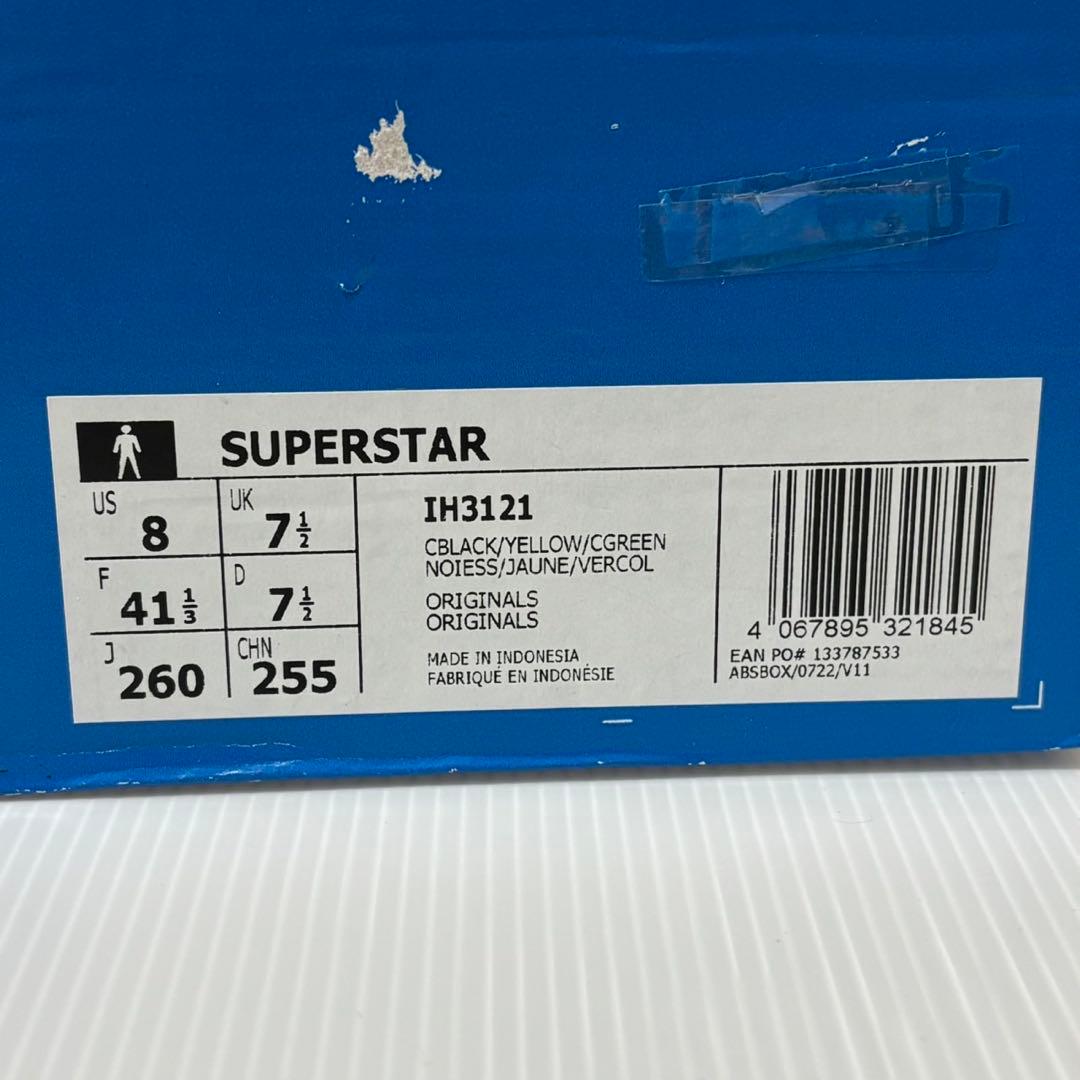 SUPERSTAR
US 8 UK 7 1/2
F 41 1/3 D 7 1/2
J 260 CHN 255
IH3121
CBLACK/YELLOW/CGREEN
NOIESS/JAUNE/VERCOL
ORIGINALS
ORIGINALS
MADE IN INDONESIA
FABRIQUÉ EN INDONÉSIE
4 067895 321845
EAN PO# 133787533
ABSBOX/0722/V11